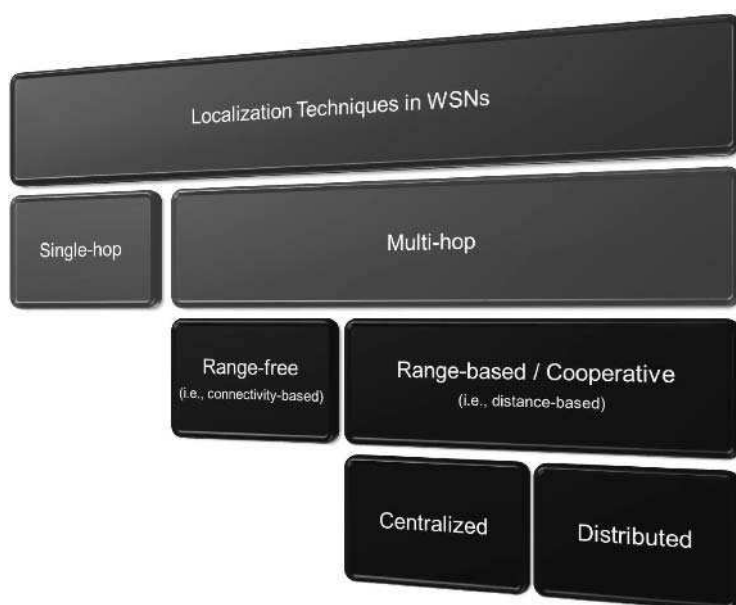 Localization Techniques in WSNs
Single-hop
Multi-hop
Range-free
(i.e., connectivity-based)
Range-based / Cooperative
(i.e., distance-based)
Centralized
Distributed